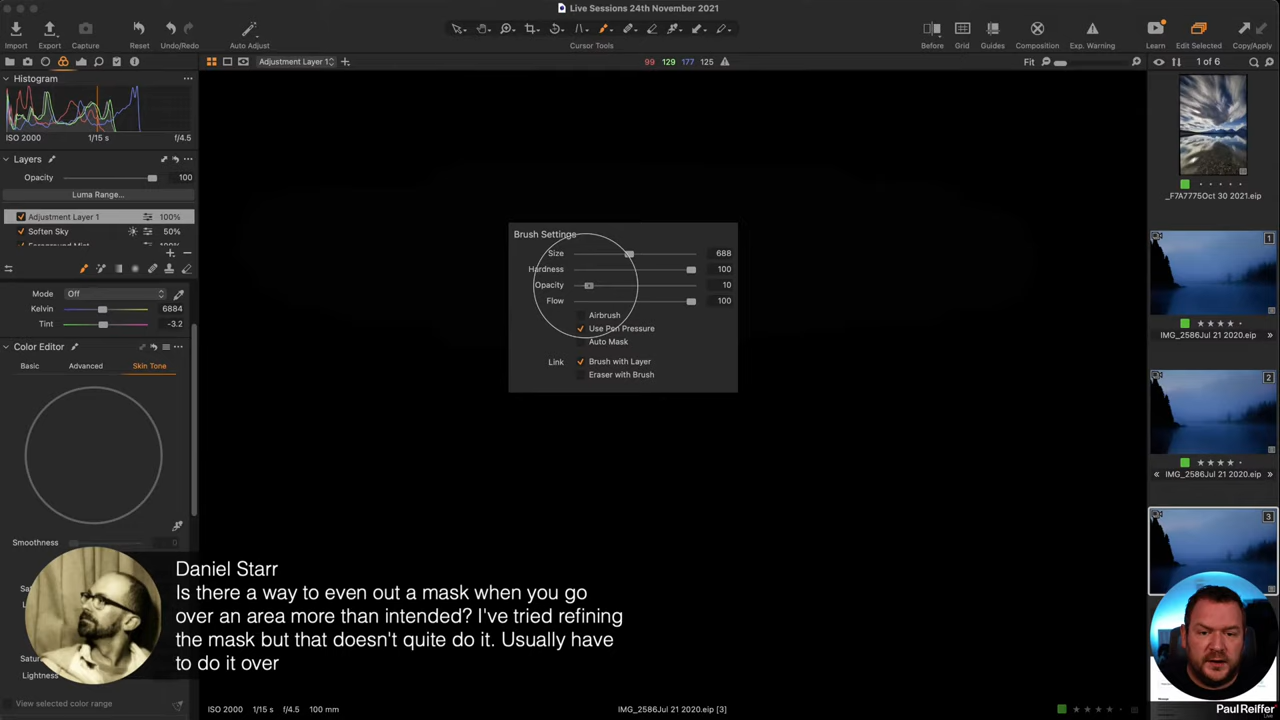 Live Sessions 24th November 2021
Import
Export
Capture
Reset
Undo/Redo
Auto Adjust
Cursor Tools
Before
Grid
Guides
Composition
Exp. Warning
Learn
Edit Selected
Copy/Apply
Adjustment Layer 1
99 129 177 125
Fit
1 of 6
Histogram
ISO 2000 1/15 s f/4.5
Layers
Opacity 100
Luma Range...
Adjustment Layer 1 100%
Soften Sky 50%
Mode Off
Kelvin 6884
Tint -3.2
Color Editor
Basic Advanced Skin Tone
Smoothness 0
Lightness
View selected color range
Brush Settings
Size 688
Hardness 100
Opacity 10
Flow 100
Airbrush
Use Pen Pressure
Auto Mask
Link Brush with Layer
Eraser with Brush
_F7A7775Oct 30 2021.eip
1
IMG_2586Jul 21 2020.eip
2
IMG_2586Jul 21 2020.eip
3
Daniel Starr
Is there a way to even out a mask when you go
over an area more than intended? I've tried refining
the mask but that doesn't quite do it. Usually have
to do it over
ISO 2000 1/15 s f/4.5 100 mm
IMG_2586Jul 21 2020.eip [3]
Paul Reiffer
Live